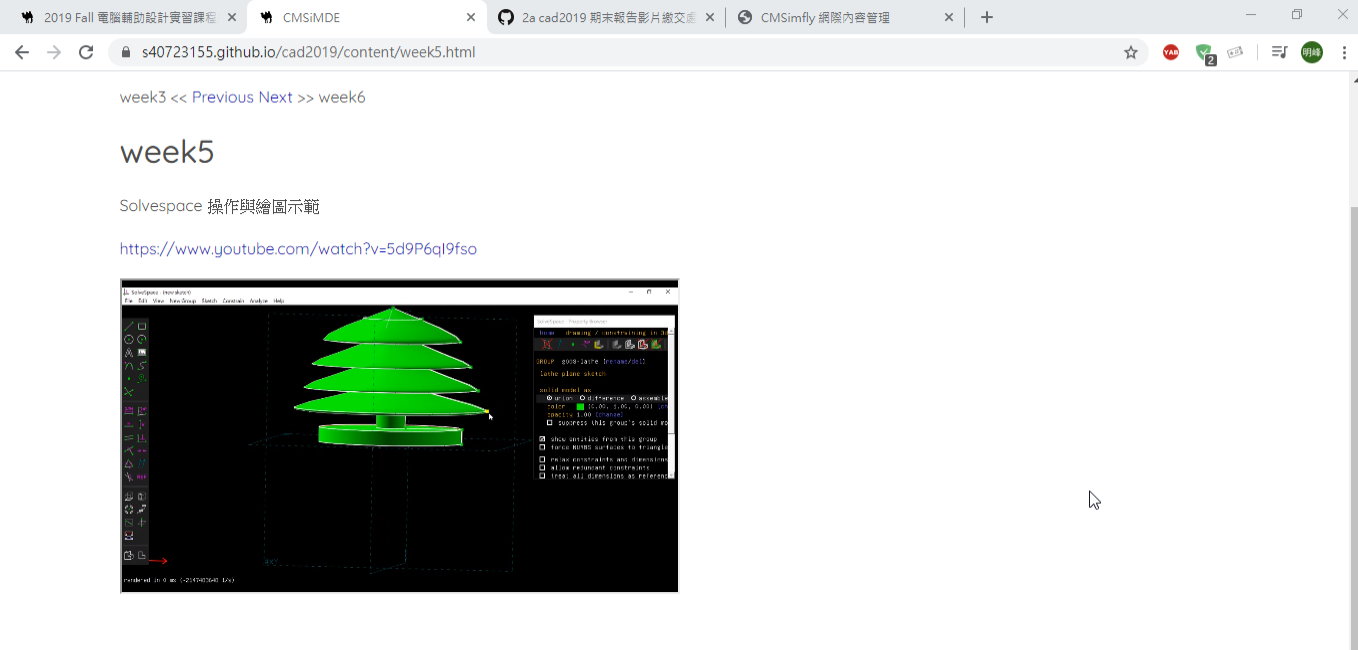 2019 Fall 電腦輔助設計實習課程
CMSiMDE
2a cad2019 期末報告影片繳交處
CMSimfly 網際內容管理
s40723155.github.io/cad2019/content/week5.html
YAB
2
明峰
week3 << Previous Next >> week6
week5
Solvespace 操作與繪圖示範
https://www.youtube.com/watch?v=5d9P6qI9fso
SolveSpace - (new sketch)
File Edit View New Group Sketch Constrain Analyze Help
SolveSpace - Property Browser
home drawing / constraining in 3d
GROUP g008-lathe [rename/del]
lathe plane sketch
solid model as
union difference assemble
color [0.00, 1.00, 0.00]
opacity 1.00 [change]
suppress this group's solid mo
show entities from this group
force NURBS surfaces to triangle
relax constraints and dimensions
allow redundant constraints
treat all dimensions as referenc
REF
#XY
rendered in 0 ms (-2147483648 1/s)